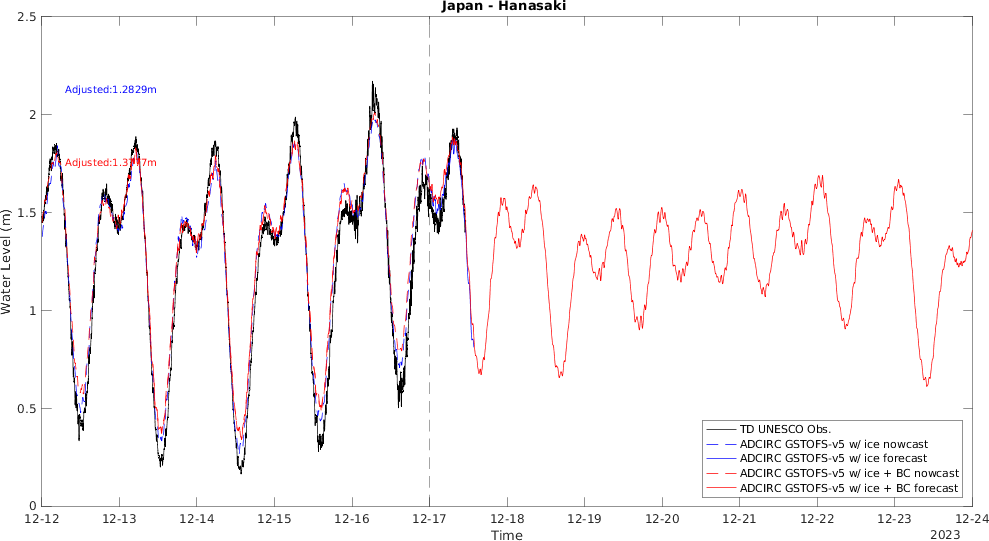 Japan - Hanasaki
2.5
2
1.5
1
0.5
0
Water Level (m)
Adjusted:1.2829m
TD UNESCO Obs.
ADCIRC GSTOFS-v5 w/ ice nowcast
ADCIRC GSTOFS-v5 w/ ice forecast
ADCIRC GSTOFS-v5 w/ ice + BC nowcast
ADCIRC GSTOFS-v5 w/ ice + BC forecast
12-12 12-13 12-14 12-15 12-16 12-17 12-18 12-19 12-20 12-21 12-22 12-23 12-24
Time
2023